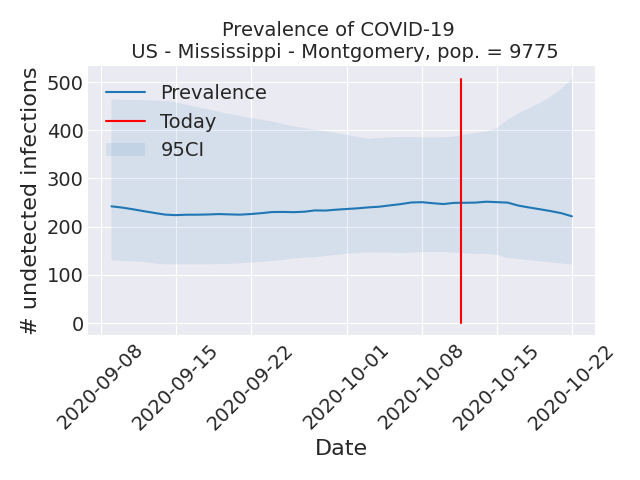 Prevalence of COVID-19
US - Mississippi - Montgomery, pop. = 9775
# undetected infections
500
400
300
200
100
0
Prevalence
Today
95CI
2020-09-08
2020-09-15
2020-09-22
2020-10-01
2020-10-08
2020-10-15
2020-10-22
Date